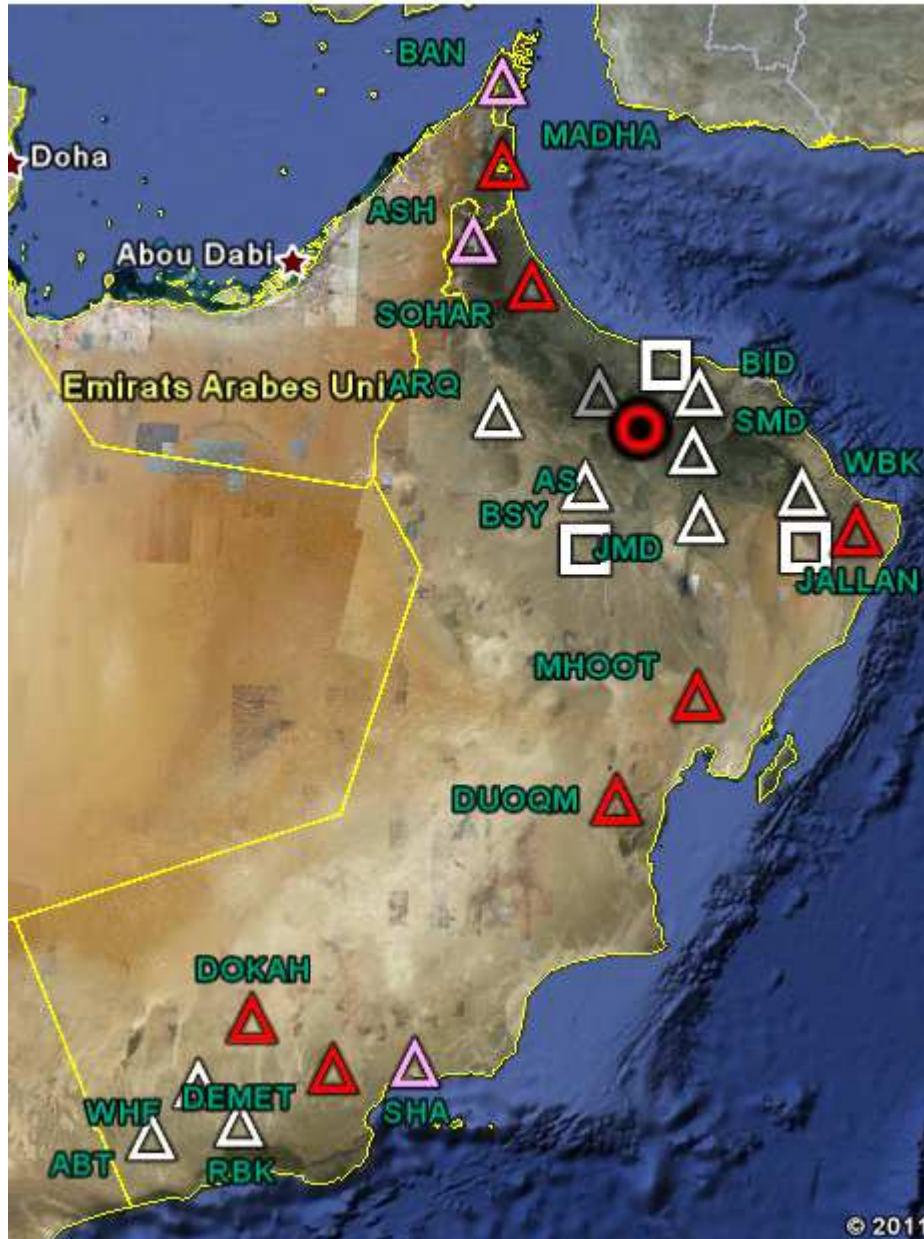 BAN
MADHA
Doha
ASH
Abou Dabi
SOHAR
BID
Emirats Arabes Uni
ARQ
SMD
WBK
AS
BSY
JMD
JALLAN
MHOOT
DUOQM
DOKAH
DEMET
WHF
SHA
ABT
RBK
© 2011